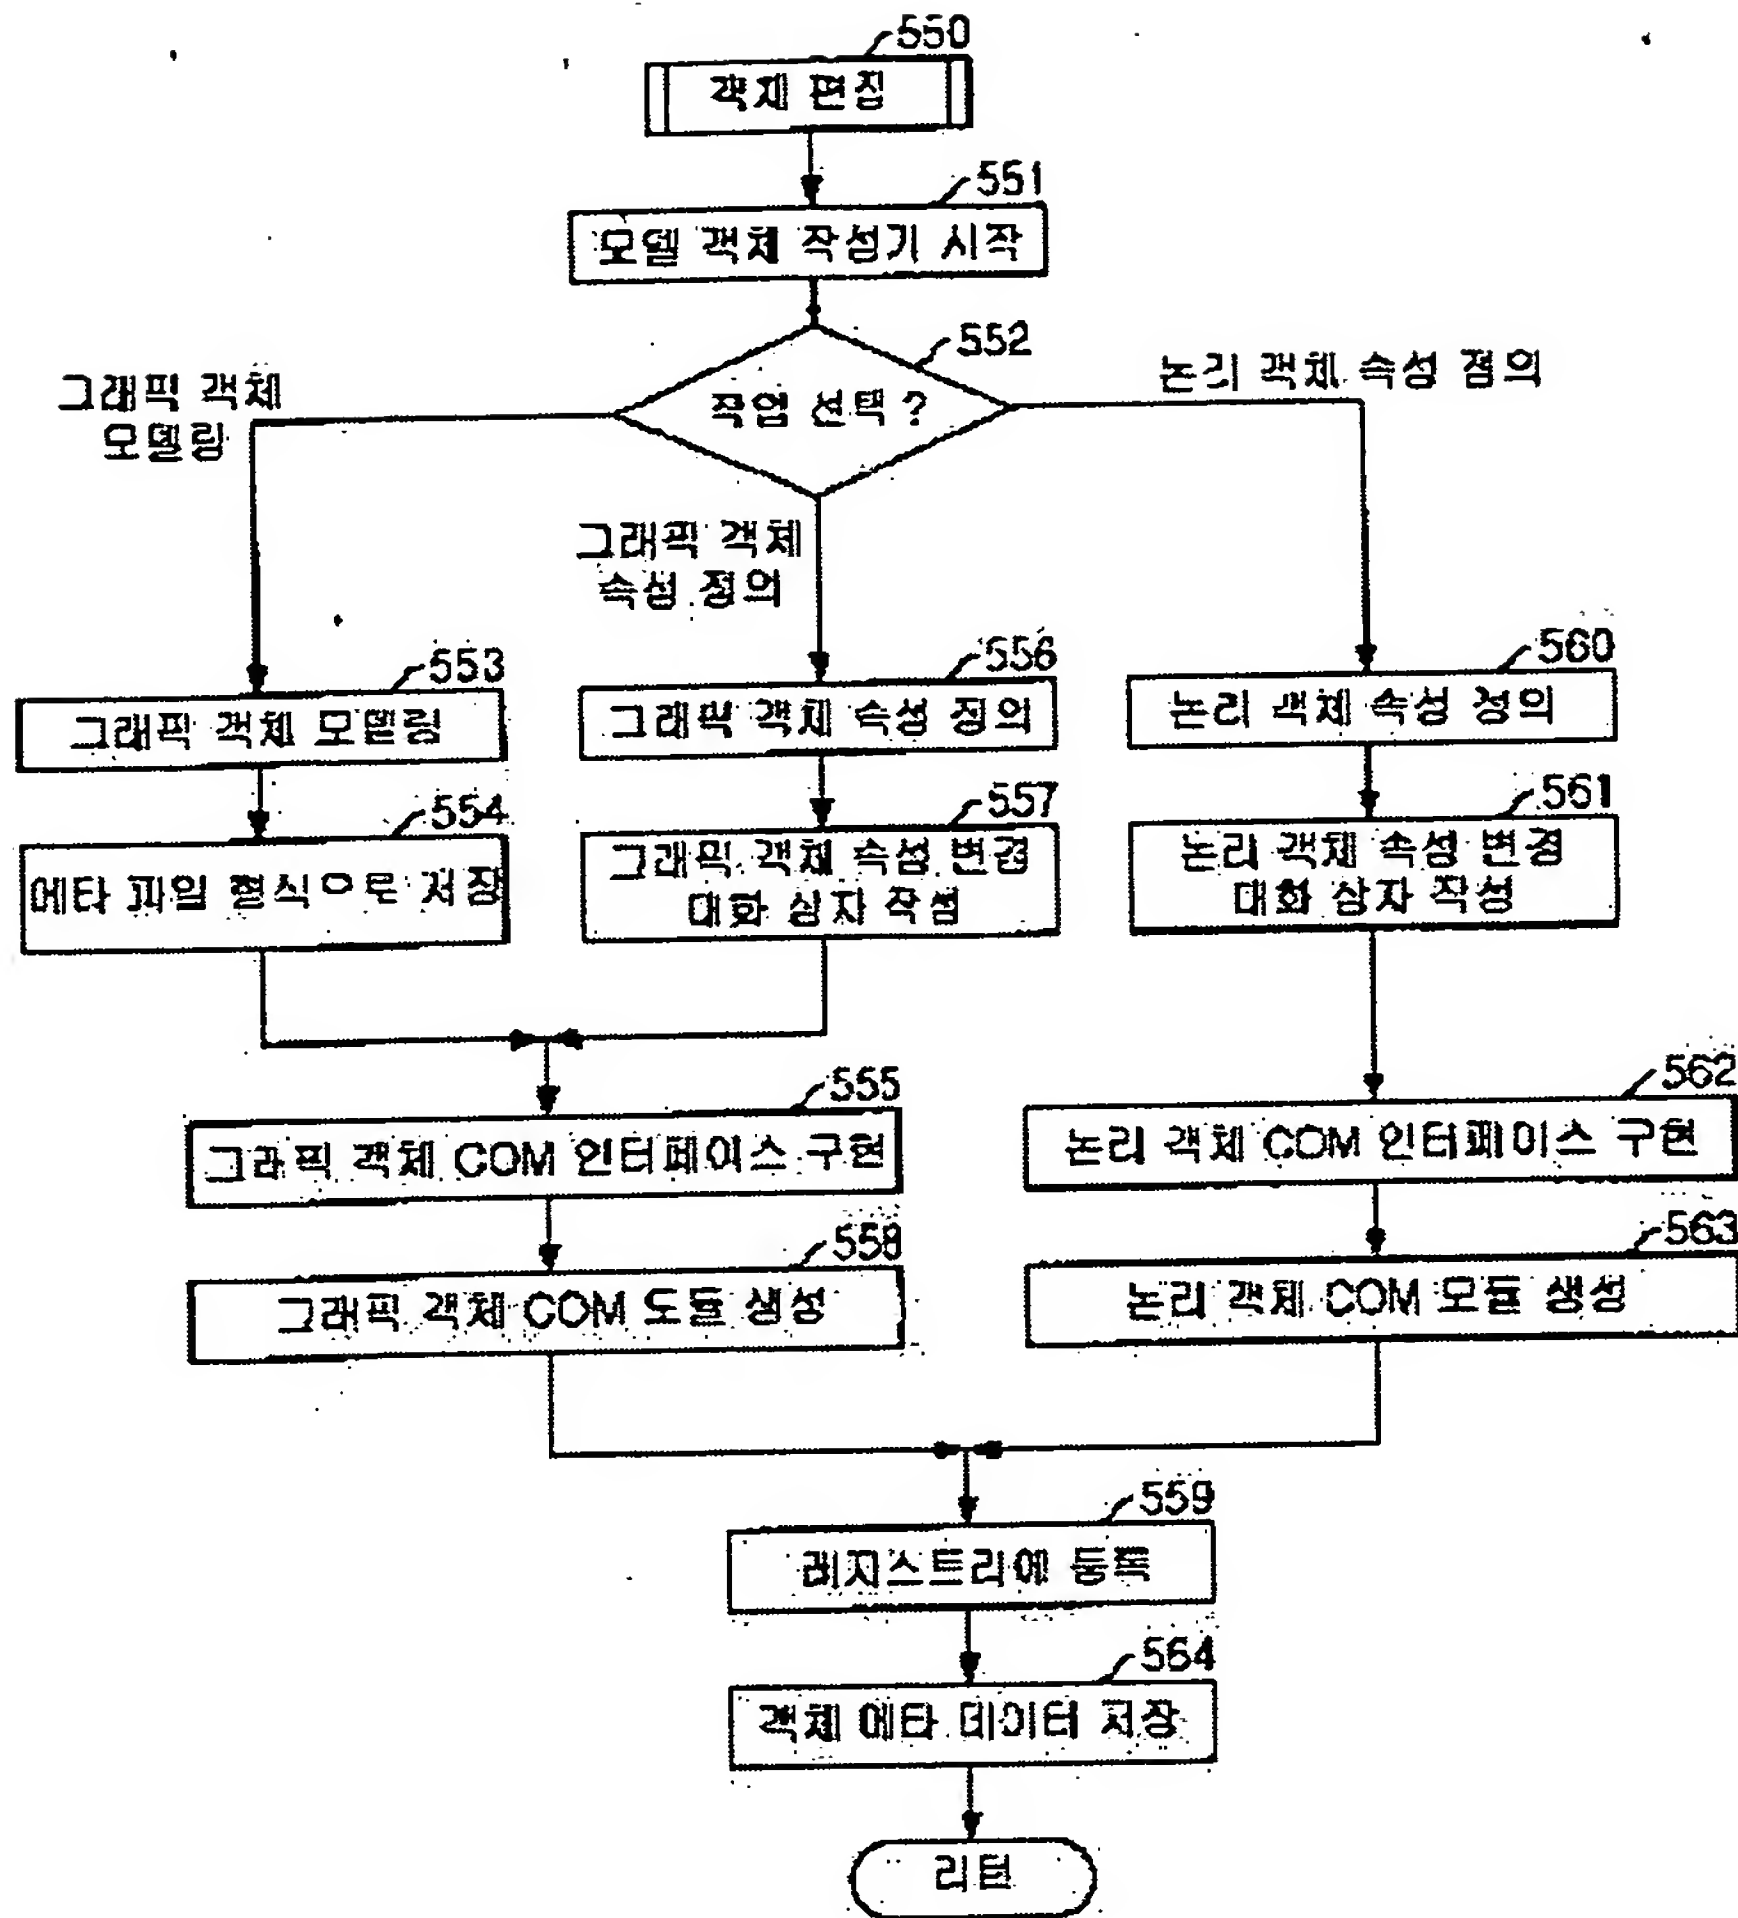 550
객체 편집
551
모델 객체 작성기 시작
552
작업 선택 ?
그래픽 객체
모델링
그래픽 객체
속성 정의
논리 객체 속성 정의
553
그래픽 객체 모델링
554
메타 파일 형식으로 저장
556
그래픽 객체 속성 정의
557
그래픽 객체 속성 변경
대화 상자 작성
560
논리 객체 속성 정의
561
논리 객체 속성 변경
대화 상자 작성
555
그래픽 객체 COM 인터페이스 구현
558
그래픽 객체 COM 모듈 생성
562
논리 객체 COM 인터페이스 구현
563
논리 객체 COM 모듈 생성
559
레지스트리에 등록
564
객체 메타 데이터 저장
리턴